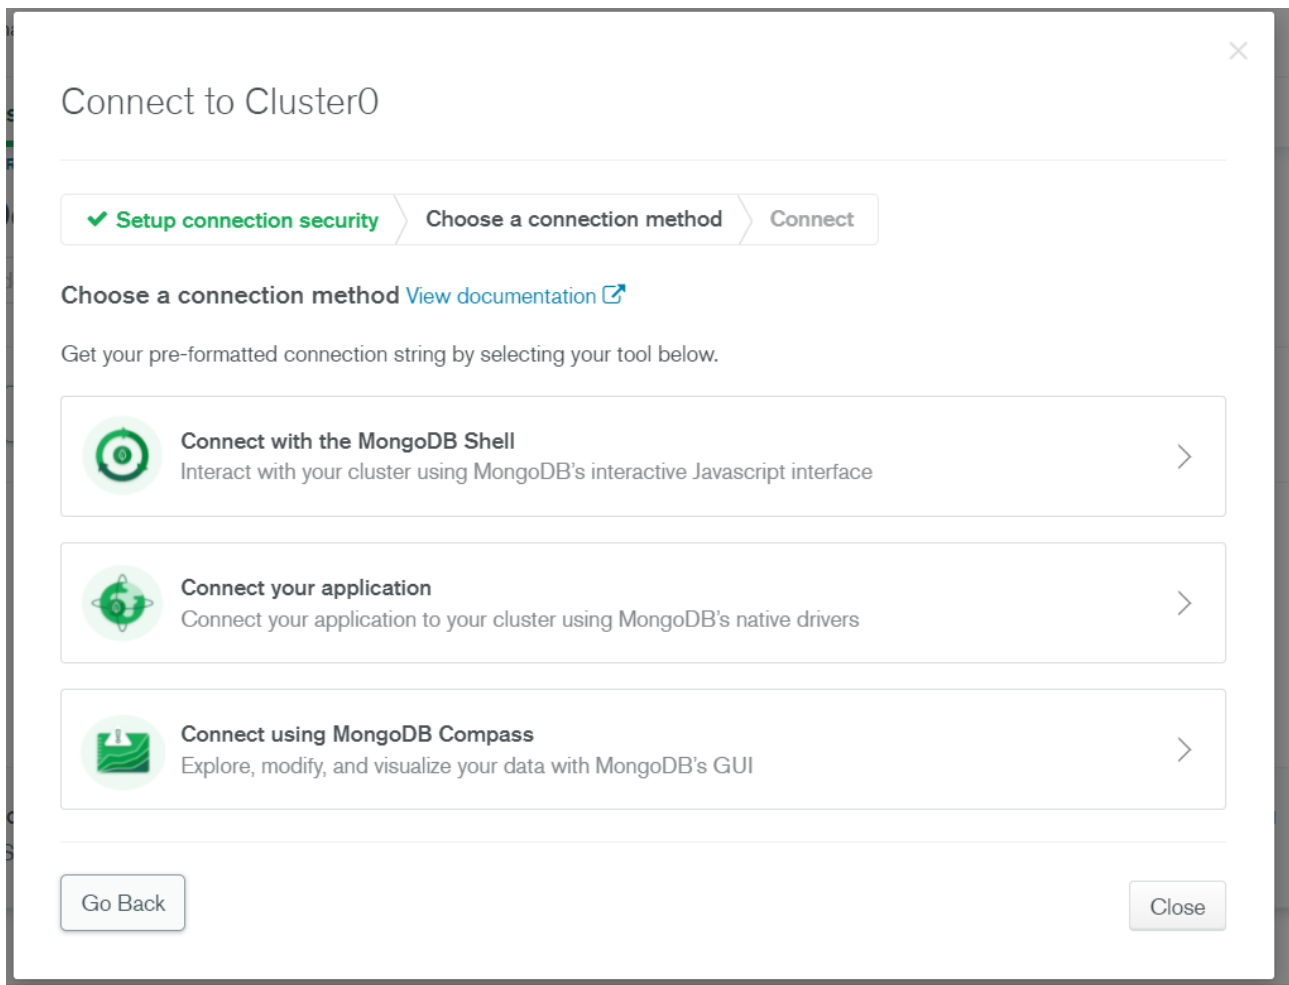 Connect to Cluster0
Setup connection security
Choose a connection method
Connect
Choose a connection method View documentation
Get your pre-formatted connection string by selecting your tool below.
Connect with the MongoDB Shell
Interact with your cluster using MongoDB's interactive Javascript interface
Connect your application
Connect your application to your cluster using MongoDB's native drivers
Connect using MongoDB Compass
Explore, modify, and visualize your data with MongoDB's GUI
Go Back
Close